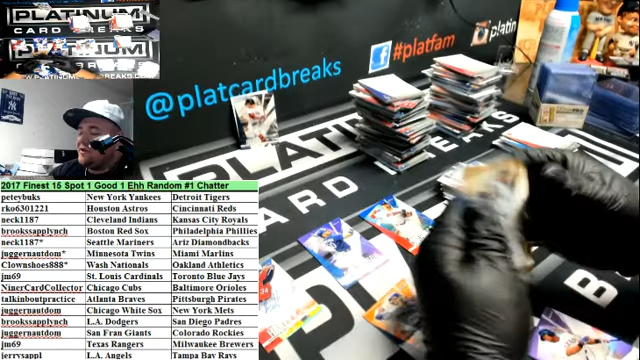 PLATINUM
CARD BREAKS
PLATINUM
WWW.PLATINUMCARDBREAKS.COM
@platcardbreaks
f #platfam
platin
PLATINUM
CARD BREAKS
2017 Finest 15 Spot 1 Good 1 Ehh Random #1 Chatter
peteybuks New York Yankees Detroit Tigers
rko6301221 Houston Astros Cincinnati Reds
neck1187 Cleveland Indians Kansas City Royals
brookssapplynch Boston Red Sox Philadelphia Phillies
neck1187* Seattle Mariners Ariz Diamondbacks
juggernautdom* Minnesota Twins Miami Marlins
Clownshoes888* Wash Nationals Oakland Athletics
jm69 St. Louis Cardinals Toronto Blue Jays
NinerCardCollector Chicago Cubs Baltimore Orioles
talkinboutpractice Atlanta Braves Pittsburgh Pirates
juggernautdom Chicago White Sox New York Mets
brookssapplynch L.A. Dodgers San Diego Padres
juggernautdom San Fran Giants Colorado Rockies
jm69 Texas Rangers Milwaukee Brewers
jerrysappl L.A. Angels Tampa Bay Rays